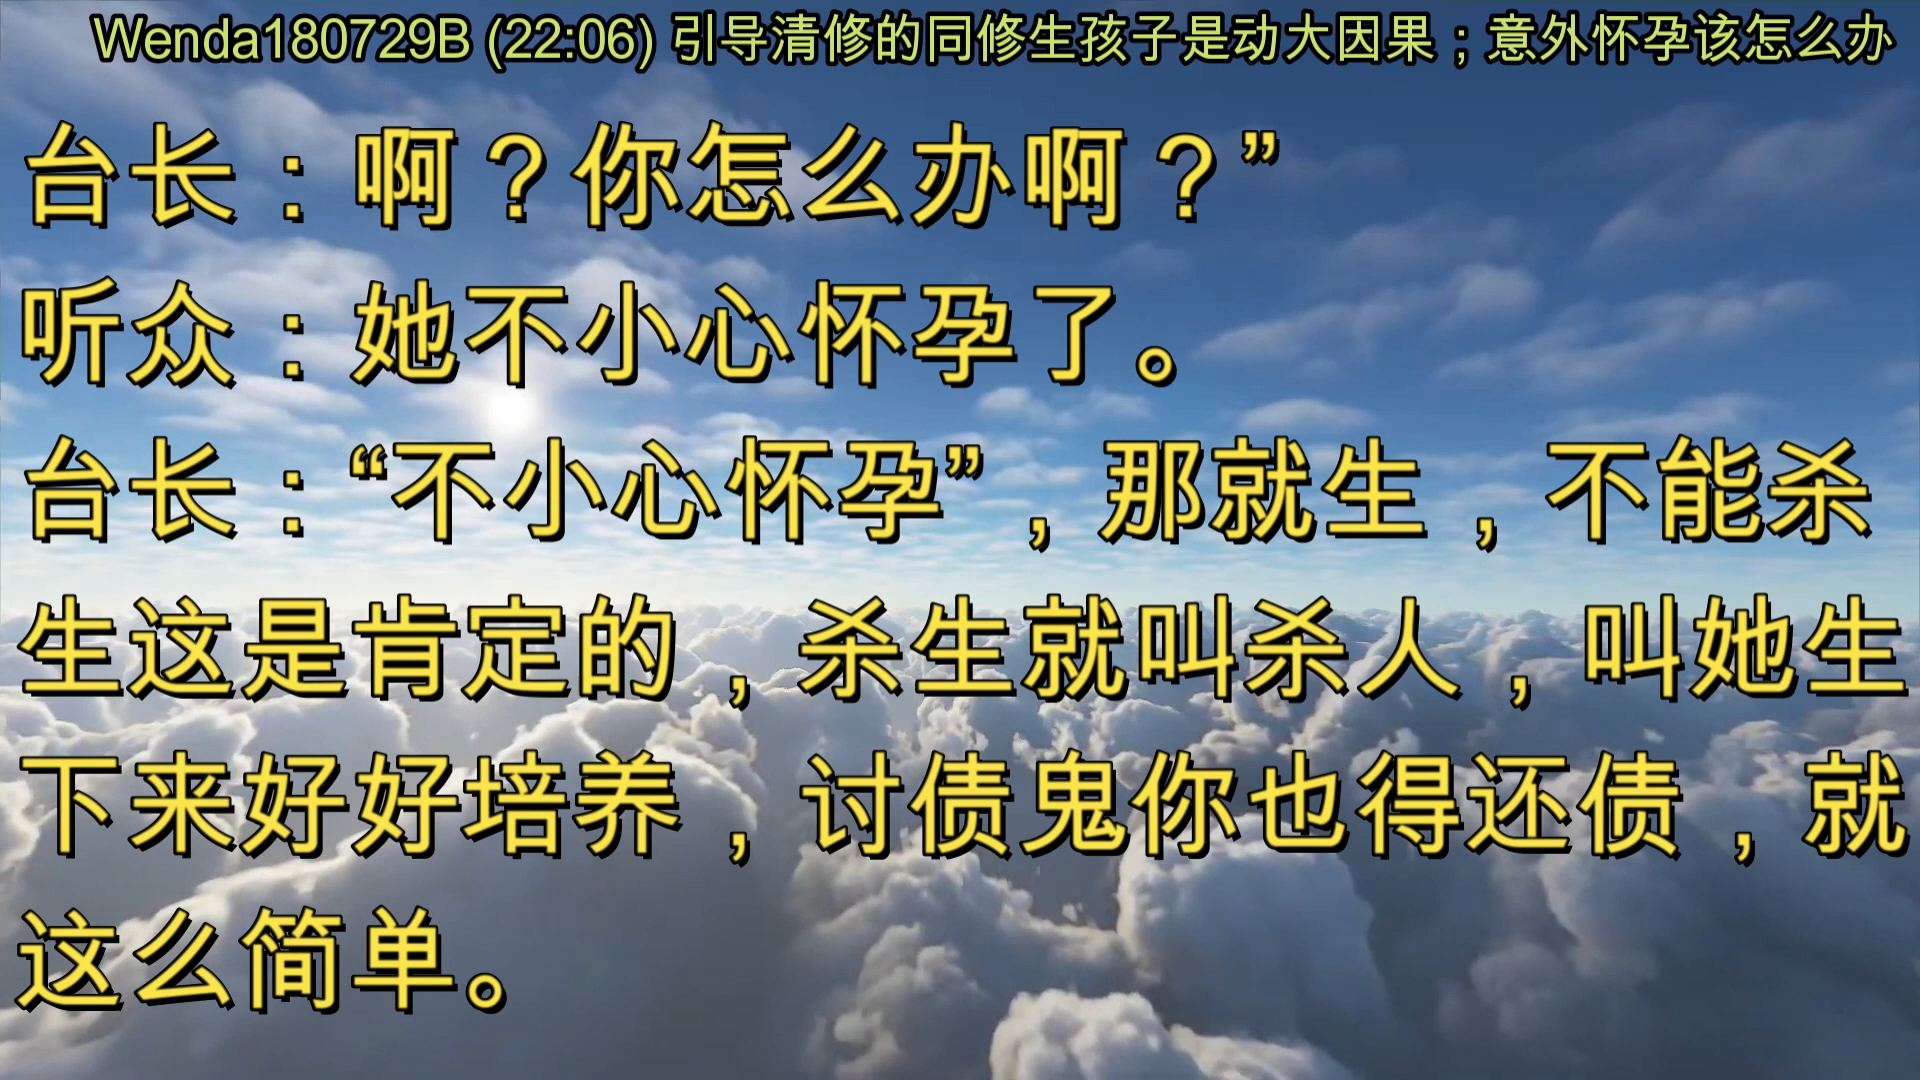 Wenda180729B (22:06) 引导清修的同修生孩子是动大因果；意外怀孕该怎么办
台长：啊？你怎么办啊？”
听众：她不小心怀孕了。
台长：“不小心怀孕”，那就生，不能杀
生这是肯定的，杀生就叫杀人，叫她生
下来好好培养，讨债鬼你也得还债，就
这么简单。